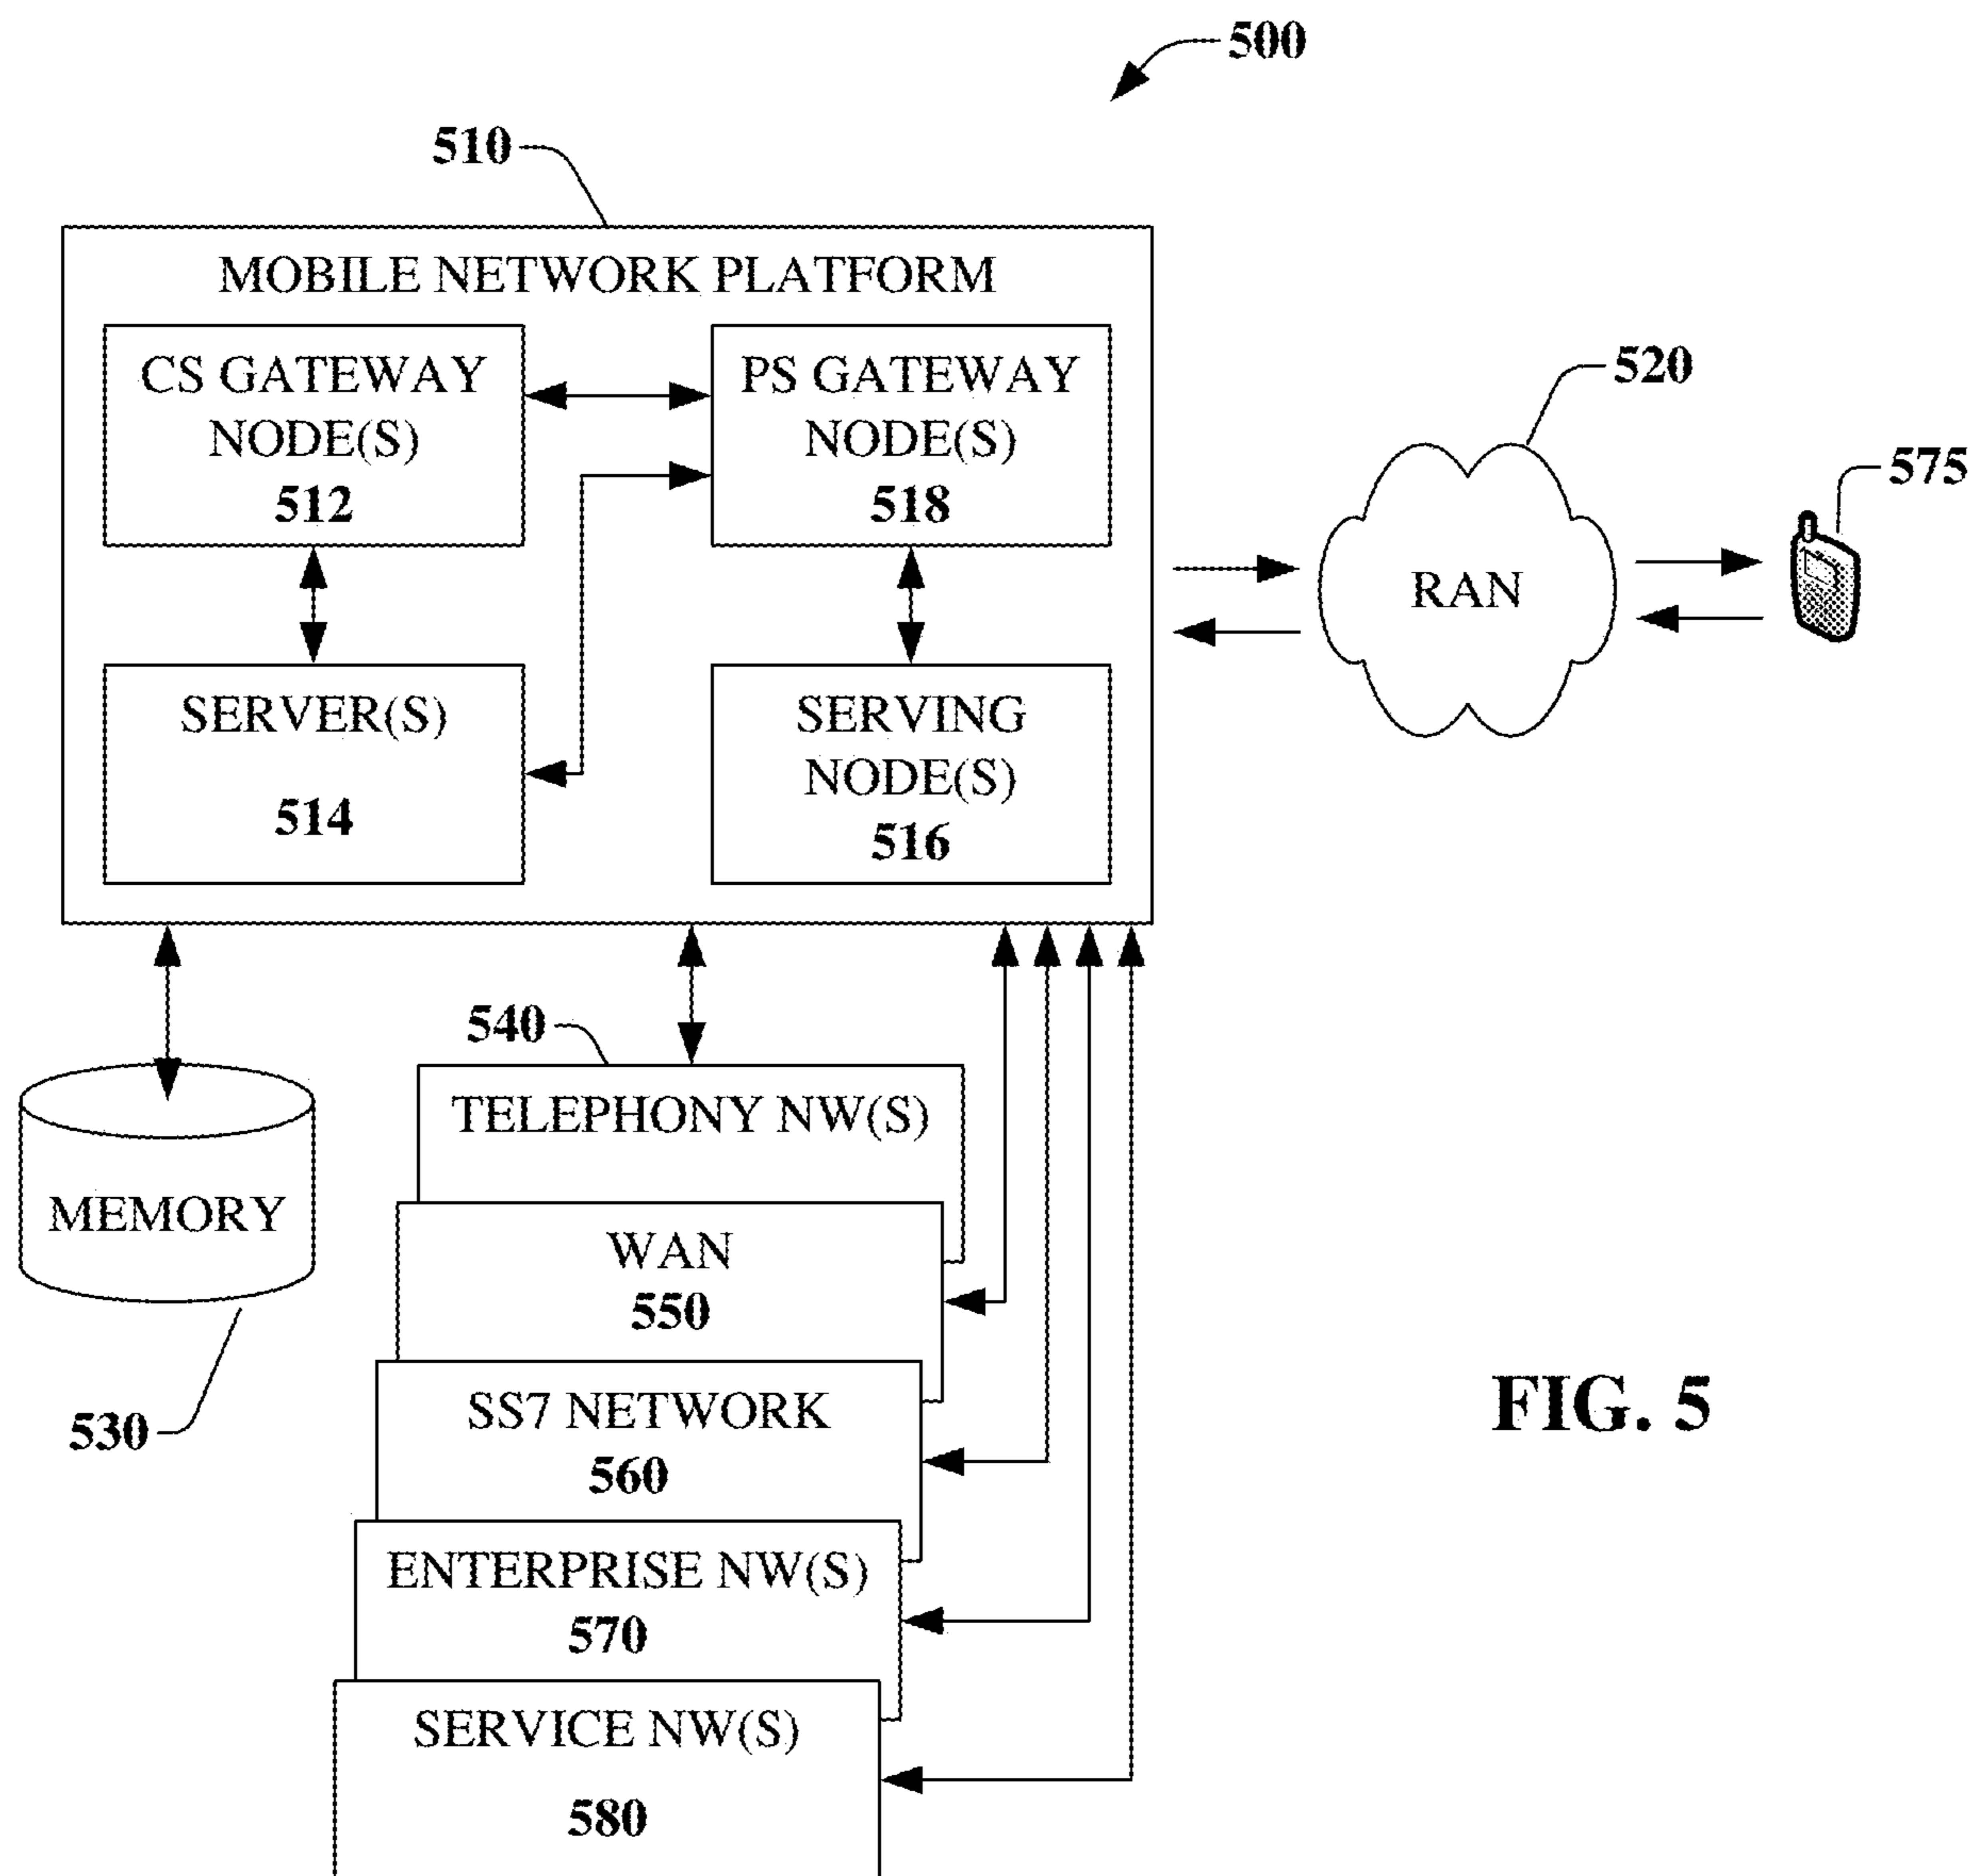 500
510
MOBILE NETWORK PLATFORM
CS GATEWAY
NODE(S)
512
PS GATEWAY
NODE(S)
518
SERVER(S)
514
SERVING
NODE(S)
516
520
RAN
575
540
TELEPHONY NW(S)
MEMORY
530
WAN
550
SS7 NETWORK
560
ENTERPRISE NW(S)
570
SERVICE NW(S)
580
FIG. 5